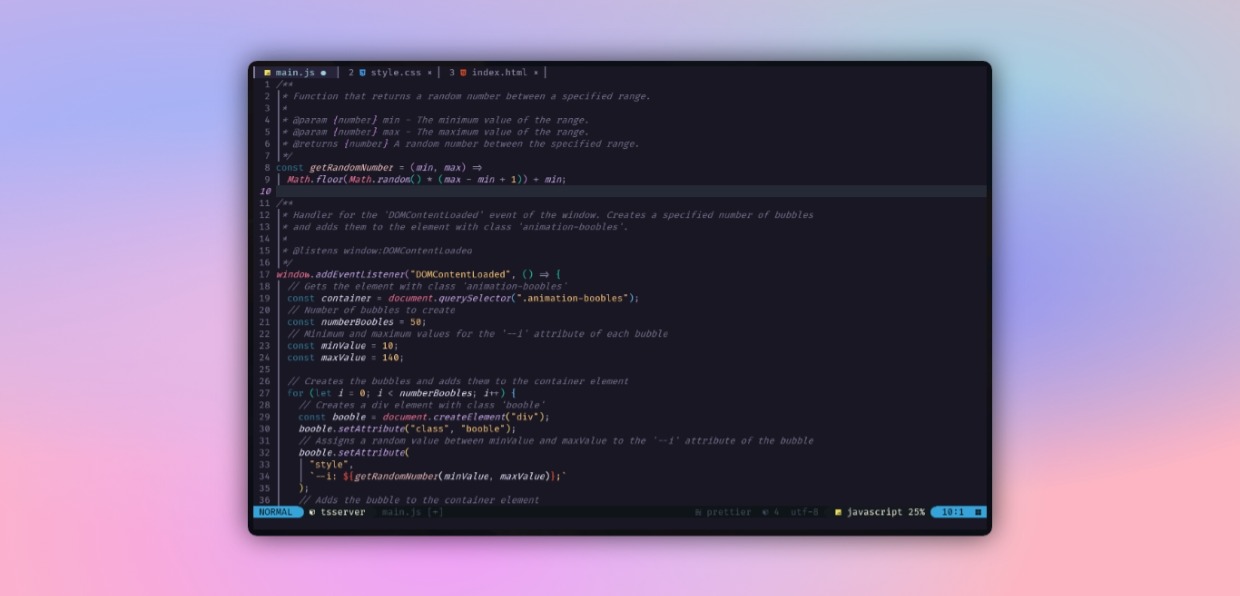 main.js ● 2 style.css × 3 index.html ×
1 /**
2 * Function that returns a random number between a specified range.
3 *
4 * @param {number} min - The minimum value of the range.
5 * @param {number} max - The maximum value of the range.
6 * @returns {number} A random number between the specified range.
7 */
8 const getRandomNumber = (min, max) =>
9 Math.floor(Math.random() * (max - min + 1)) + min;
10
11 /**
12 * Handler for the 'DOMContentLoaded' event of the window. Creates a specified number of bubbles
13 * and adds them to the element with class 'animation-boobles'.
14 *
15 * @listens window:DOMContentLoaded
16 */
17 window.addEventListener("DOMContentLoaded", () => {
18 // Gets the element with class 'animation-boobles'
19 const container = document.querySelector(".animation-boobles");
20 // Number of bubbles to create
21 const numberBoobles = 50;
22 // Minimum and maximum values for the '--i' attribute of each bubble
23 const minValue = 10;
24 const maxValue = 140;
25
26 // Creates the bubbles and adds them to the container element
27 for (let i = 0; i < numberBoobles; i++) {
28 // Creates a div element with class 'booble'
29 const booble = document.createElement("div");
30 booble.setAttribute("class", "booble");
31 // Assigns a random value between minValue and maxValue to the '--i' attribute of the bubble
32 booble.setAttribute(
33 "style",
34 `--i: ${getRandomNumber(minValue, maxValue)};`
35 );
36 // Adds the bubble to the container element
NORMAL tsserver main.js [+] prettier 4 utf-8 javascript 25% 10:1